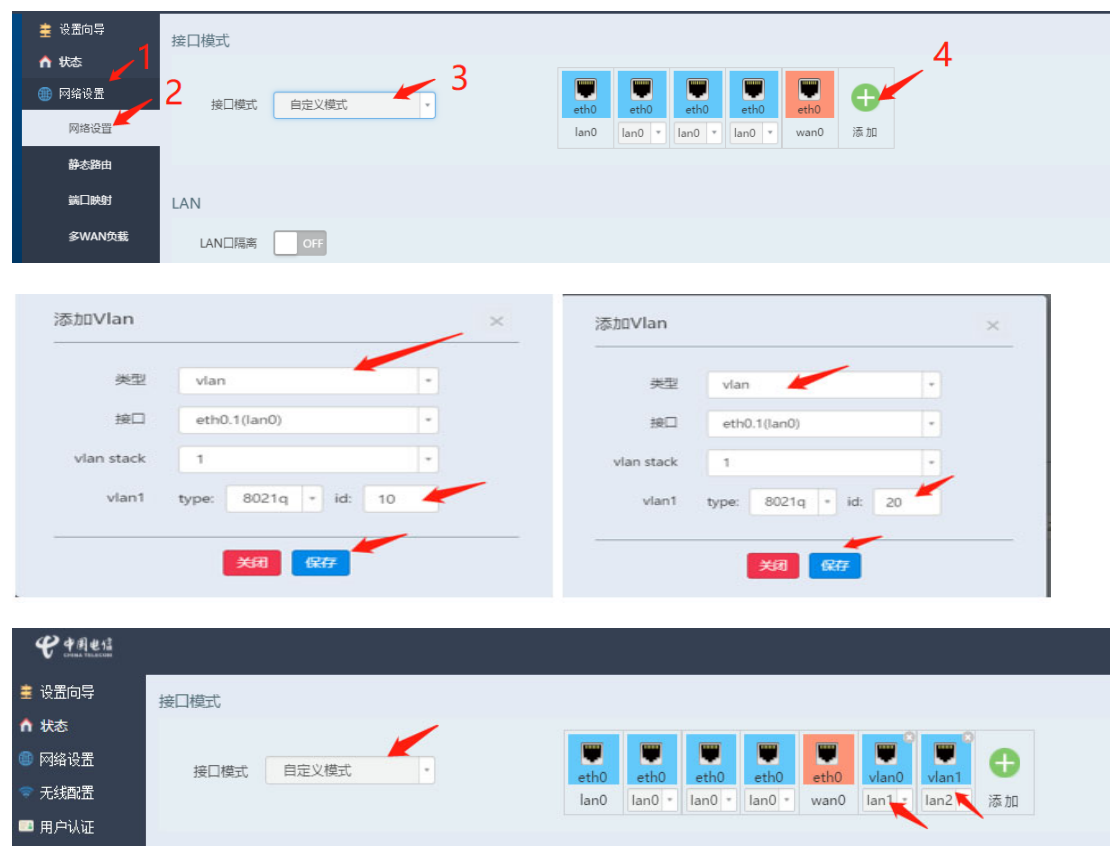 设置向导
接口模式
状态
1
网络设置
2
3
4
接口模式 自定义模式
eth0 eth0 eth0 eth0 eth0
lan0 lan0 lan0 lan0 wan0 添加
网络设置
静态路由
端口映射
LAN
多WAN负载
LAN口隔离 OFF
添加Vlan ×
类型 vlan
接口 eth0.1(lan0)
vlan stack 1
vlan1 type: 8021q id: 10
关闭 保存
添加Vlan ×
类型 vlan
接口 eth0.1(lan0)
vlan stack 1
vlan1 type: 8021q id: 20
关闭 保存
中国电信
CHINA TELECOM
设置向导
接口模式
状态
网络设置
接口模式 自定义模式
eth0 eth0 eth0 eth0 eth0 vlan0 vlan1
lan0 lan0 lan0 lan0 wan0 lan1 lan2 添加
无线配置
用户认证